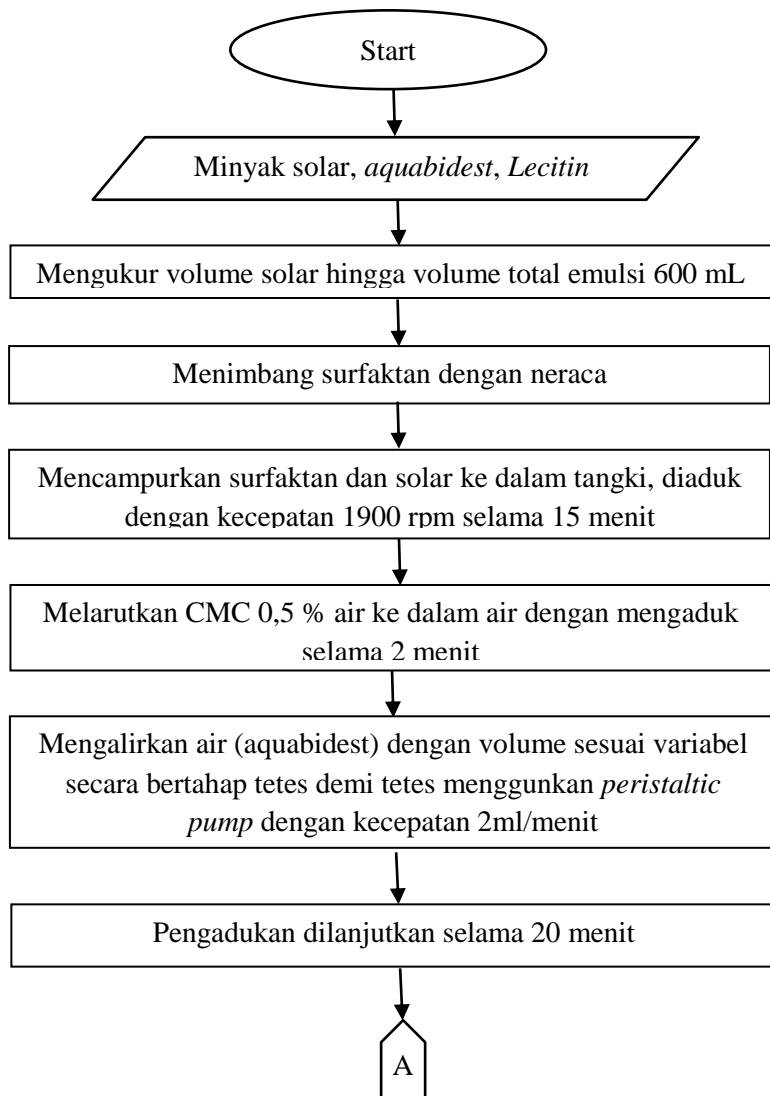 Start
Minyak solar, aquabidest, Lecitin
Mengukur volume solar hingga volume total emulsi 600 mL
Menimbang surfaktan dengan neraca
Mencampurkan surfaktan dan solar ke dalam tangki, diaduk
dengan kecepatan 1900 rpm selama 15 menit
Melarutkan CMC 0,5 % air ke dalam air dengan mengaduk
selama 2 menit
Mengalirkan air (aquabidest) dengan volume sesuai variabel
secara bertahap tetes demi tetes menggunkan peristaltic
pump dengan kecepatan 2ml/menit
Pengadukan dilanjutkan selama 20 menit
A